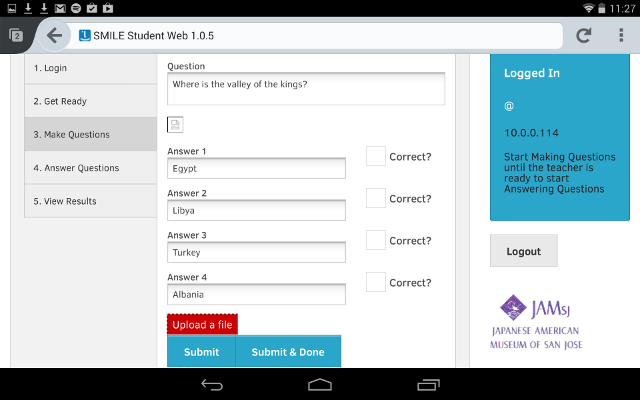 11:27
2
SMILE Student Web 1.0.5
1. Login
2. Get Ready
3. Make Questions
4. Answer Questions
5. View Results
Question
Where is the valley of the kings?
Answer 1
Egypt
Correct?
Answer 2
Libya
Correct?
Answer 3
Turkey
Correct?
Answer 4
Albania
Correct?
Upload a file
Submit
Submit & Done
Logged In
@
10.0.0.114
Start Making Questions
until the teacher is
ready to start
Answering Questions
Logout
JAMsj
JAPANESE AMERICAN
MUSEUM OF SAN JOSE